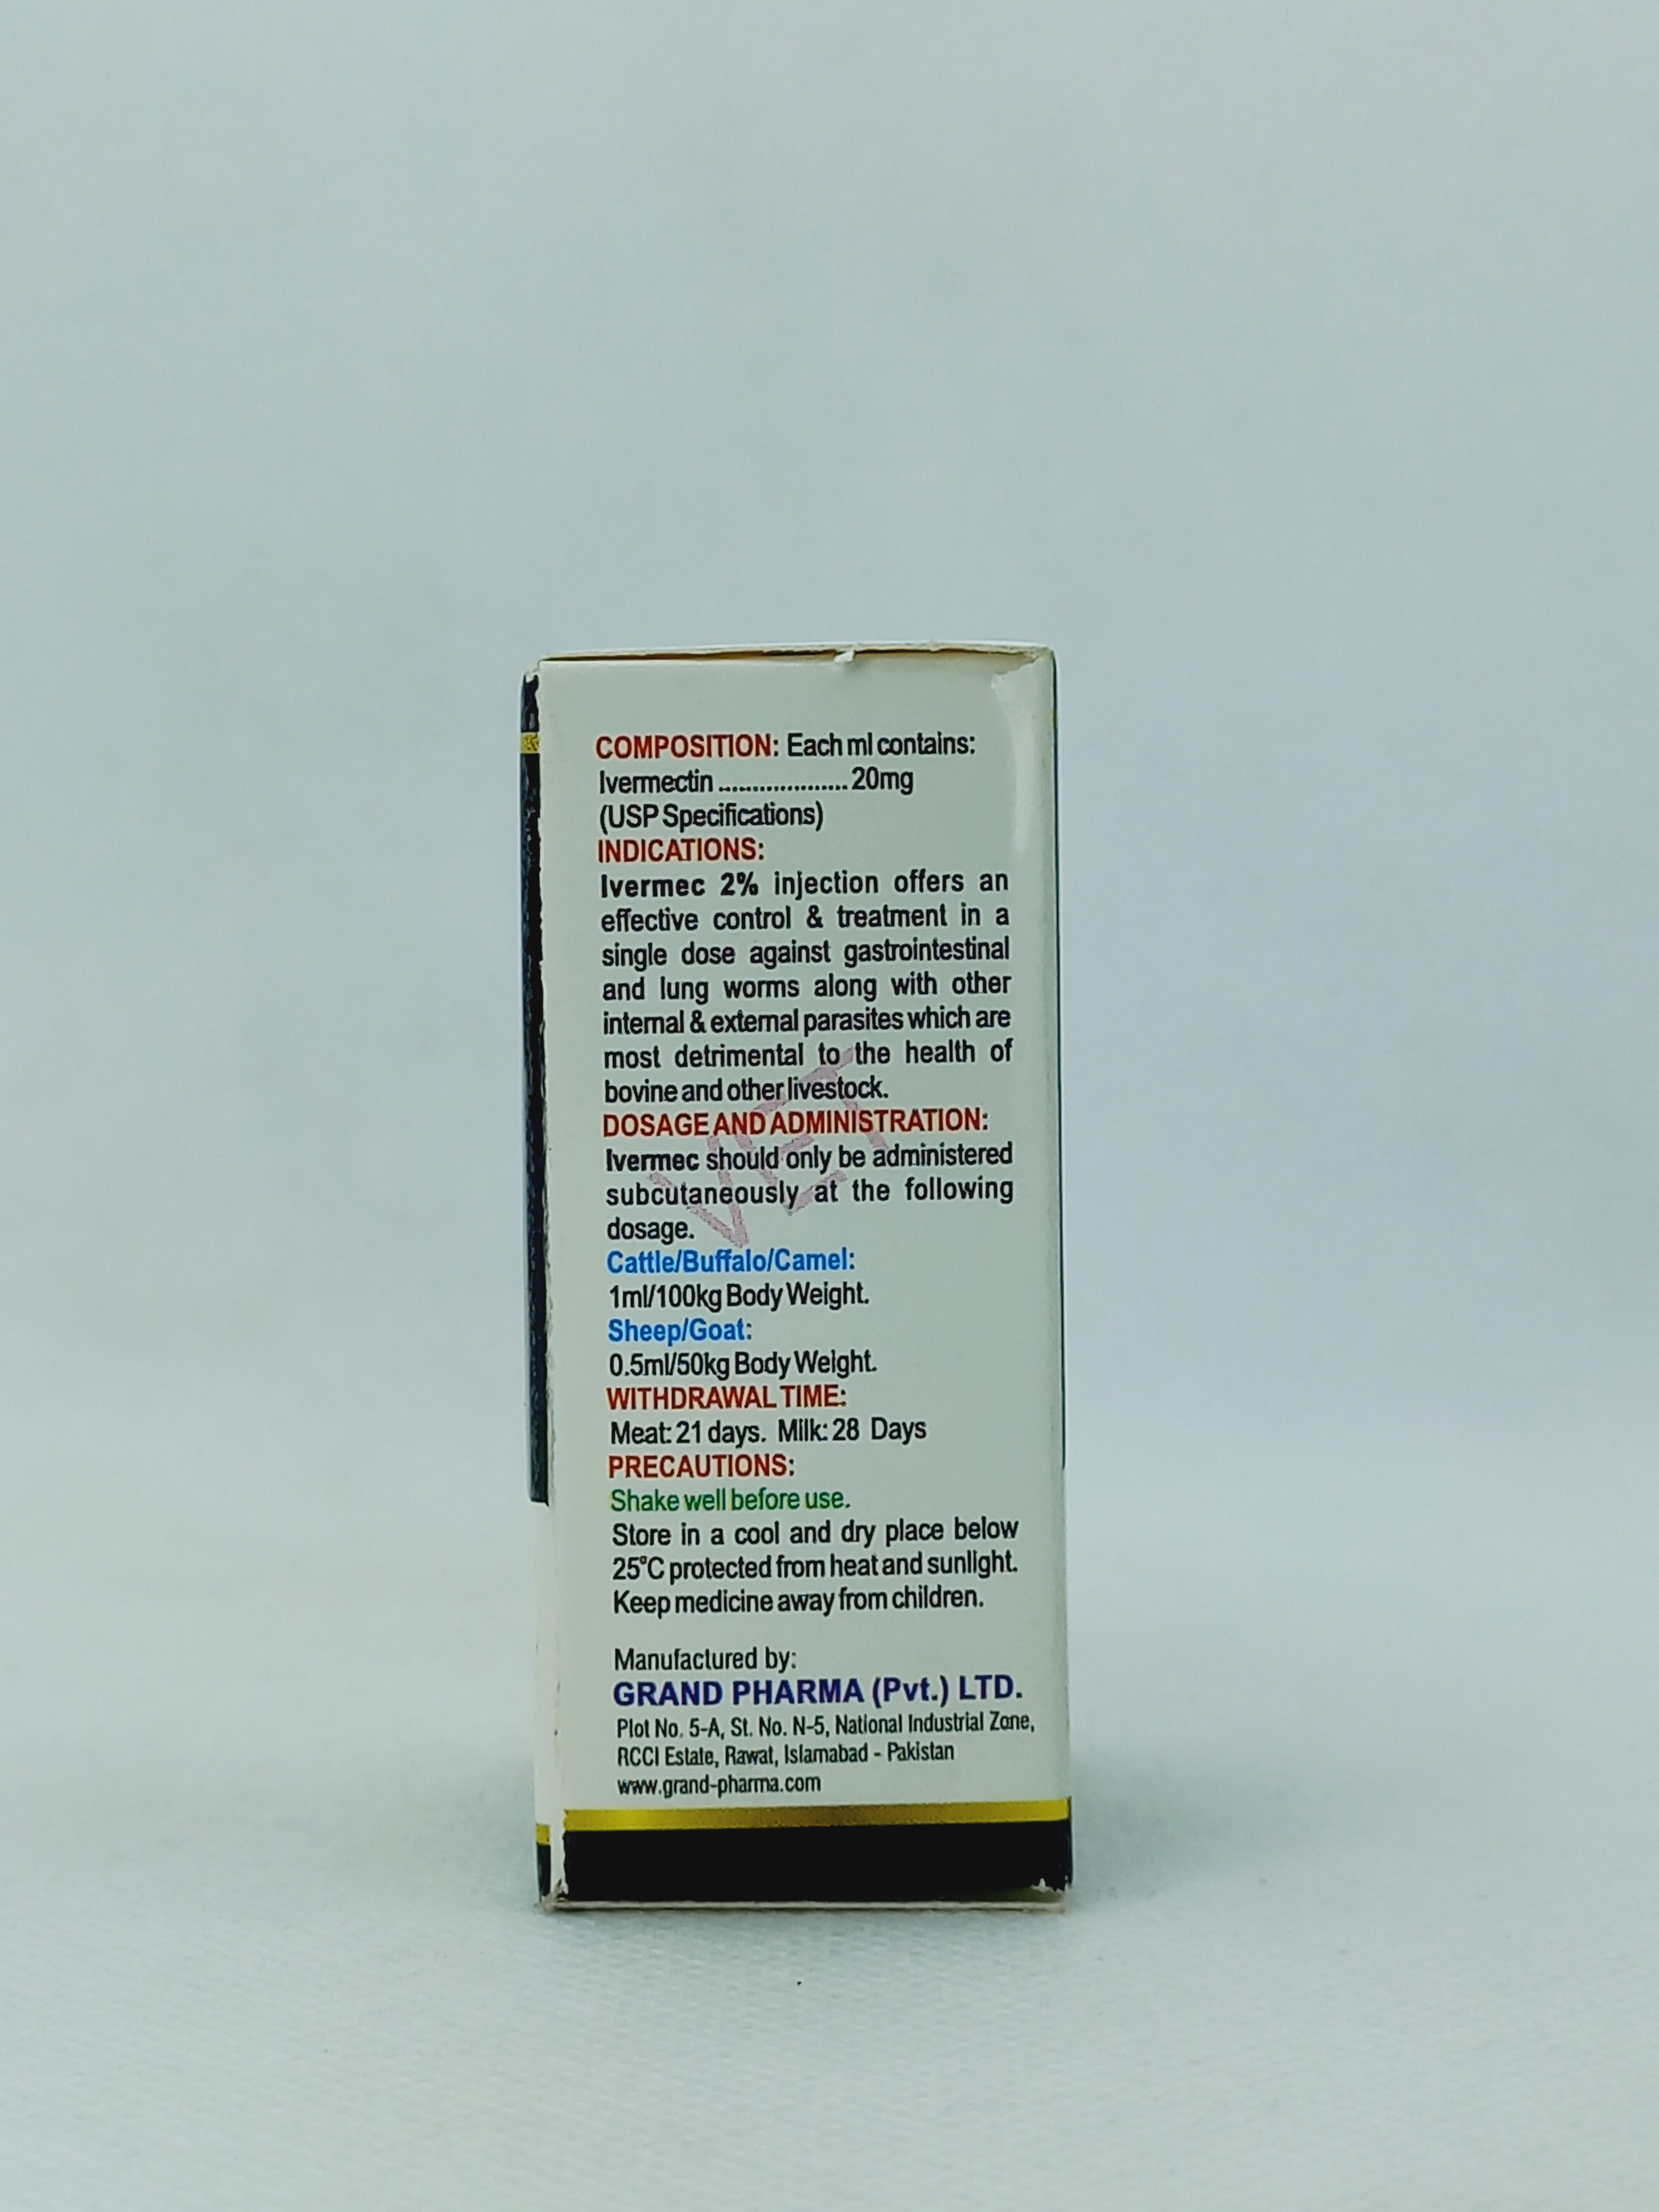 COMPOSITION: Each ml contains:
Ivermectin ................... 20mg
(USP Specifications)
INDICATIONS:
Ivermec 2% injection offers an
effective control & treatment in a
single dose against gastrointestinal
and lung worms along with other
internal & external parasites which are
most detrimental to the health of
bovine and other livestock.
DOSAGE AND ADMINISTRATION:
Ivermec should only be administered
subcutaneously at the following
dosage.
Cattle/Buffalo/Camel:
1ml/100kg Body Weight.
Sheep/Goat:
0.5ml/50kg Body Weight.
WITHDRAWAL TIME:
Meat: 21 days. Milk: 28 Days
PRECAUTIONS:
Shake well before use.
Store in a cool and dry place below
25°C protected from heat and sunlight.
Keep medicine away from children.
Manufactured by:
GRAND PHARMA (Pvt.) LTD.
Plot No. 5-A, St. No. N-5, National Industrial Zone,
RCCI Estate, Rawat, Islamabad - Pakistan
www.grand-pharma.com
VET